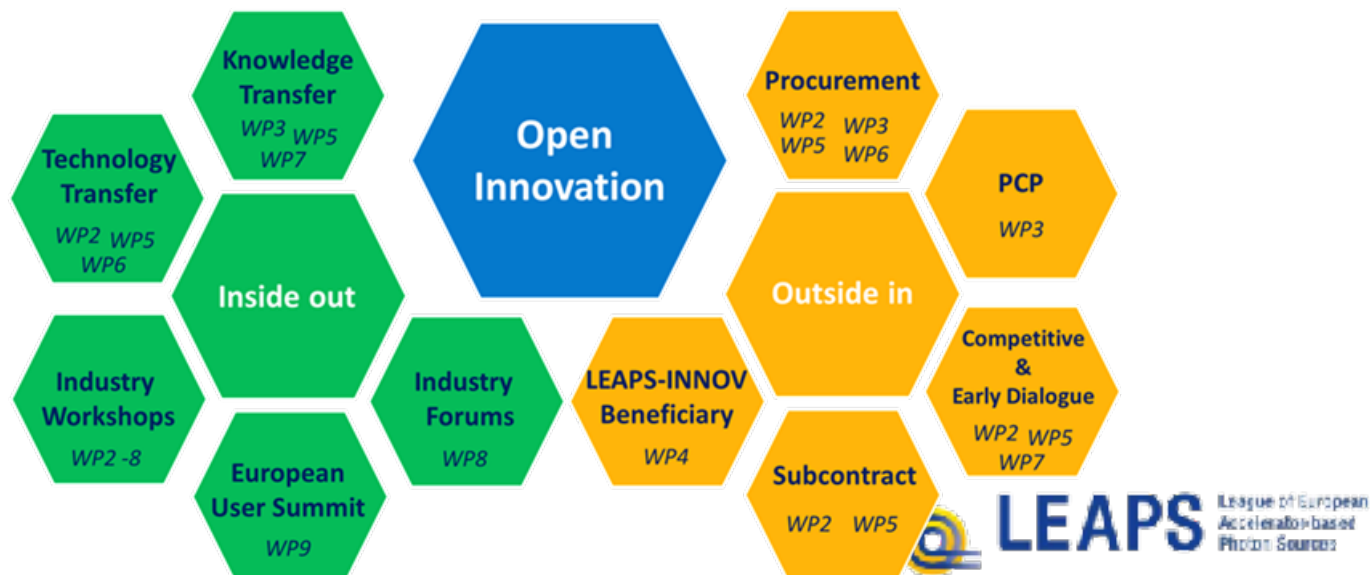 Knowledge
Transfer
WP3 WP5
WP7
Technology
Transfer
WP2 WP5
WP6
Inside out
Industry
Workshops
WP2 -8
European
User Summit
WP9
Industry
Forums
WP8
Open
Innovation
Procurement
WP2 WP3
WP5 WP6
PCP
WP3
Outside in
LEAPS-INNOV
Beneficiary
WP4
Competitive
&
Early Dialogue
WP2 WP5
WP7
Subcontract
WP2 WP5
LEAPS
League of European
Accelerator-based
Photon Sources